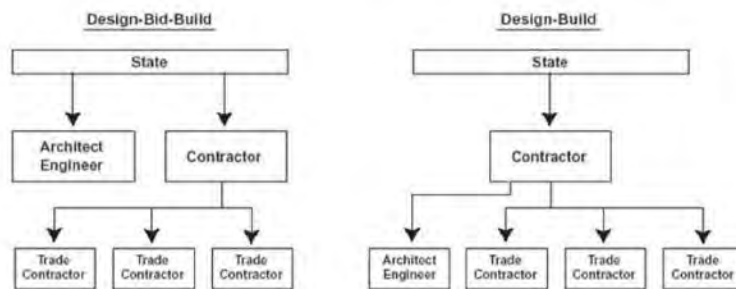 Design-Bid-Build
State
Architect
Engineer
Contractor
Trade
Contractor
Trade
Contractor
Trade
Contractor
Design-Build
State
Contractor
Architect
Engineer
Trade
Contractor
Trade
Contractor
Trade
Contractor